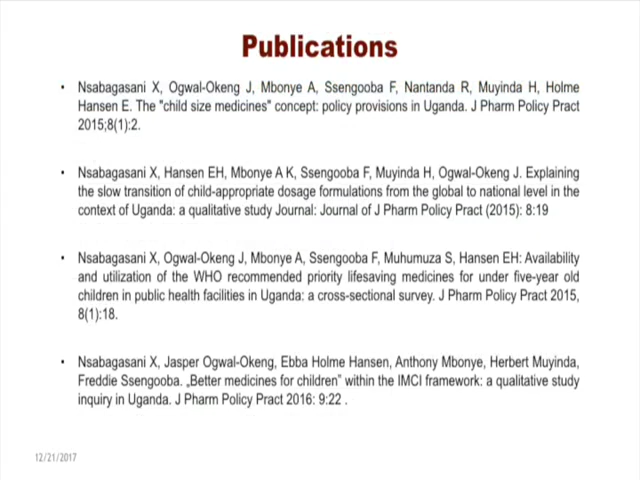 Publications
• Nsabagasani X, Ogwal-Okeng J, Mbonye A, Ssengooba F, Nantanda R, Muyinda H, Holme
Hansen E. The "child size medicines" concept: policy provisions in Uganda. J Pharm Policy Pract
2015;8(1):2.
• Nsabagasani X, Hansen EH, Mbonye A K, Ssengooba F, Muyinda H, Ogwal-Okeng J. Explaining
the slow transition of child-appropriate dosage formulations from the global to national level in the
context of Uganda: a qualitative study Journal: Journal of J Pharm Policy Pract (2015): 8:19
• Nsabagasani X, Ogwal-Okeng J, Mbonye A, Ssengooba F, Muhumuza S, Hansen EH: Availability
and utilization of the WHO recommended priority lifesaving medicines for under five-year old
children in public health facilities in Uganda: a cross-sectional survey. J Pharm Policy Pract 2015,
8(1):18.
• Nsabagasani X, Jasper Ogwal-Okeng, Ebba Holme Hansen, Anthony Mbonye, Herbert Muyinda,
Freddie Ssengooba. „Better medicines for children” within the IMCI framework: a qualitative study
inquiry in Uganda. J Pharm Policy Pract 2016: 9:22 .
12/21/2017